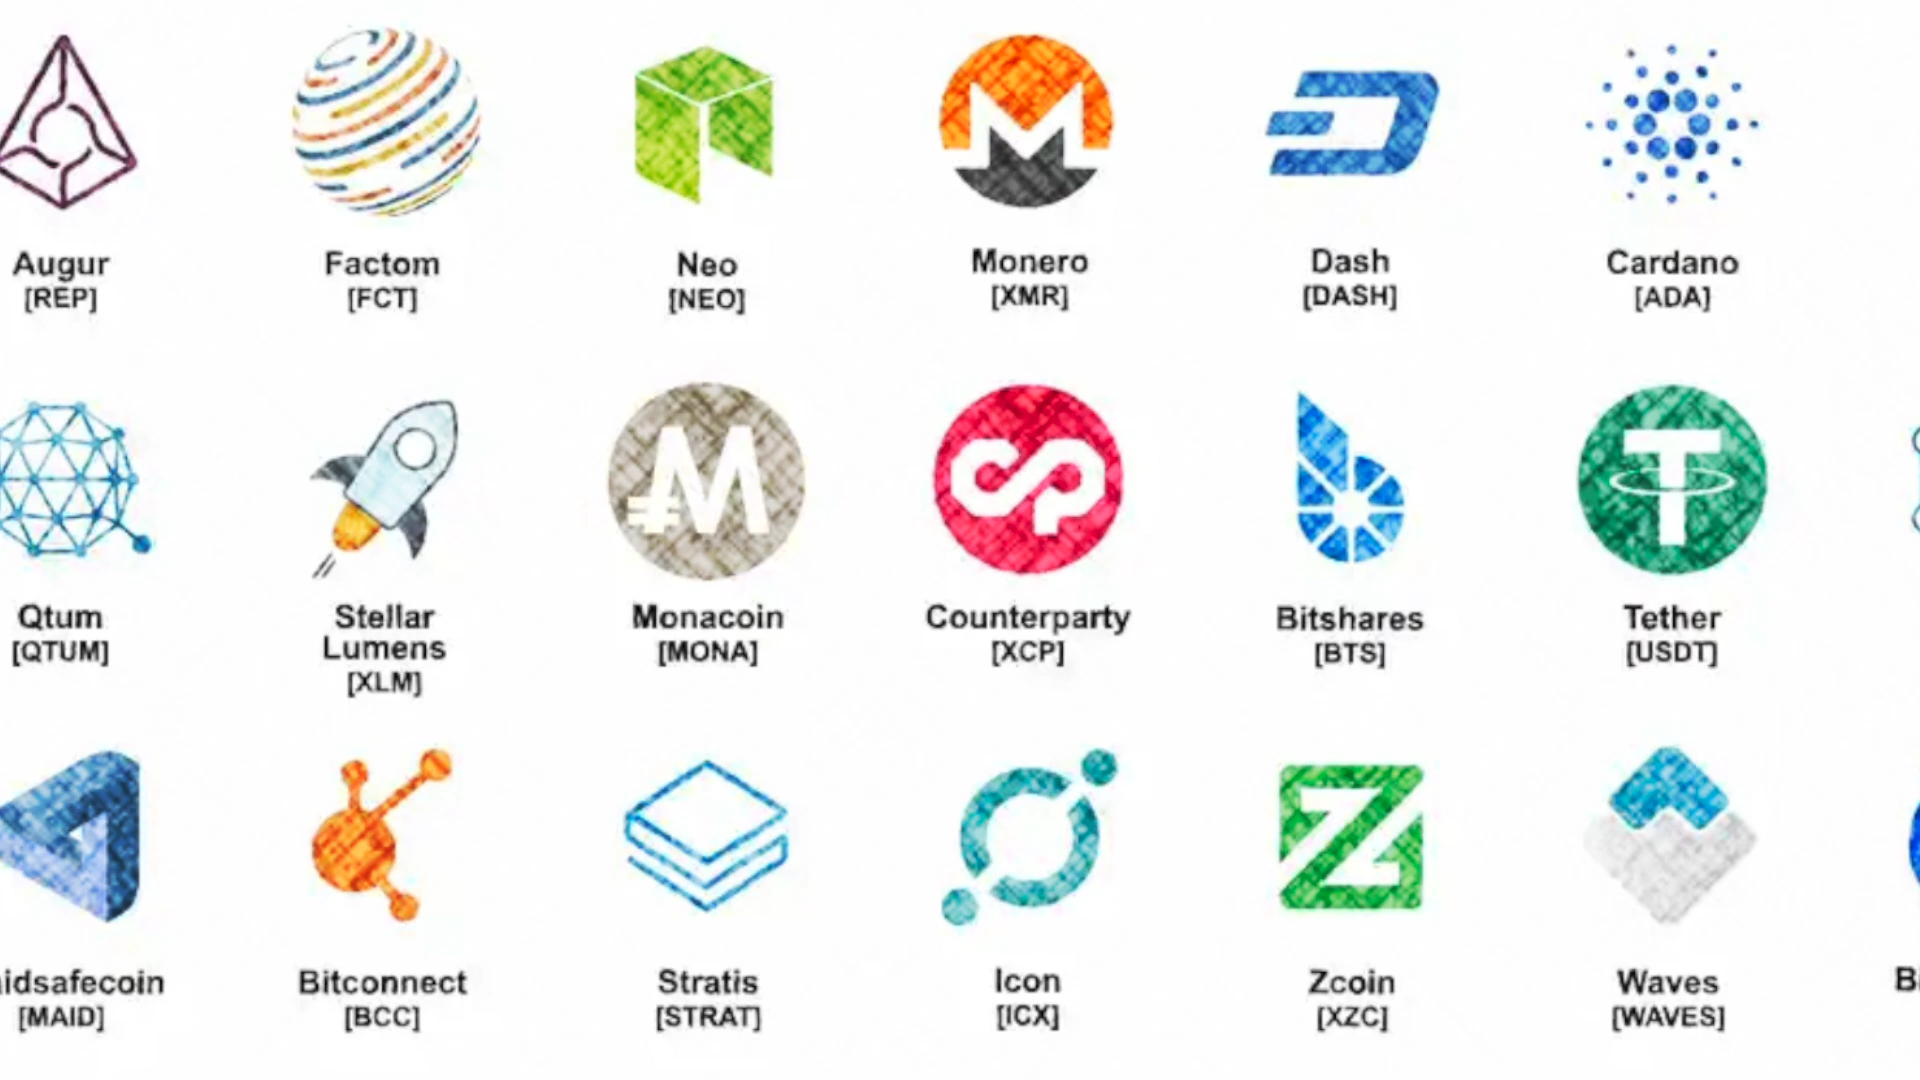 Augur
[REP]
Factom
[FCT]
Neo
[NEO]
Monero
[XMR]
Dash
[DASH]
Cardano
[ADA]
Qtum
[QTUM]
Stellar
Lumens
[XLM]
Monacoin
[MONA]
Counterparty
[XCP]
Bitshares
[BTS]
Tether
[USDT]
idsafecoin
[MAID]
Bitconnect
[BCC]
Stratis
[STRAT]
Icon
[ICX]
Zcoin
[XZC]
Waves
[WAVES]